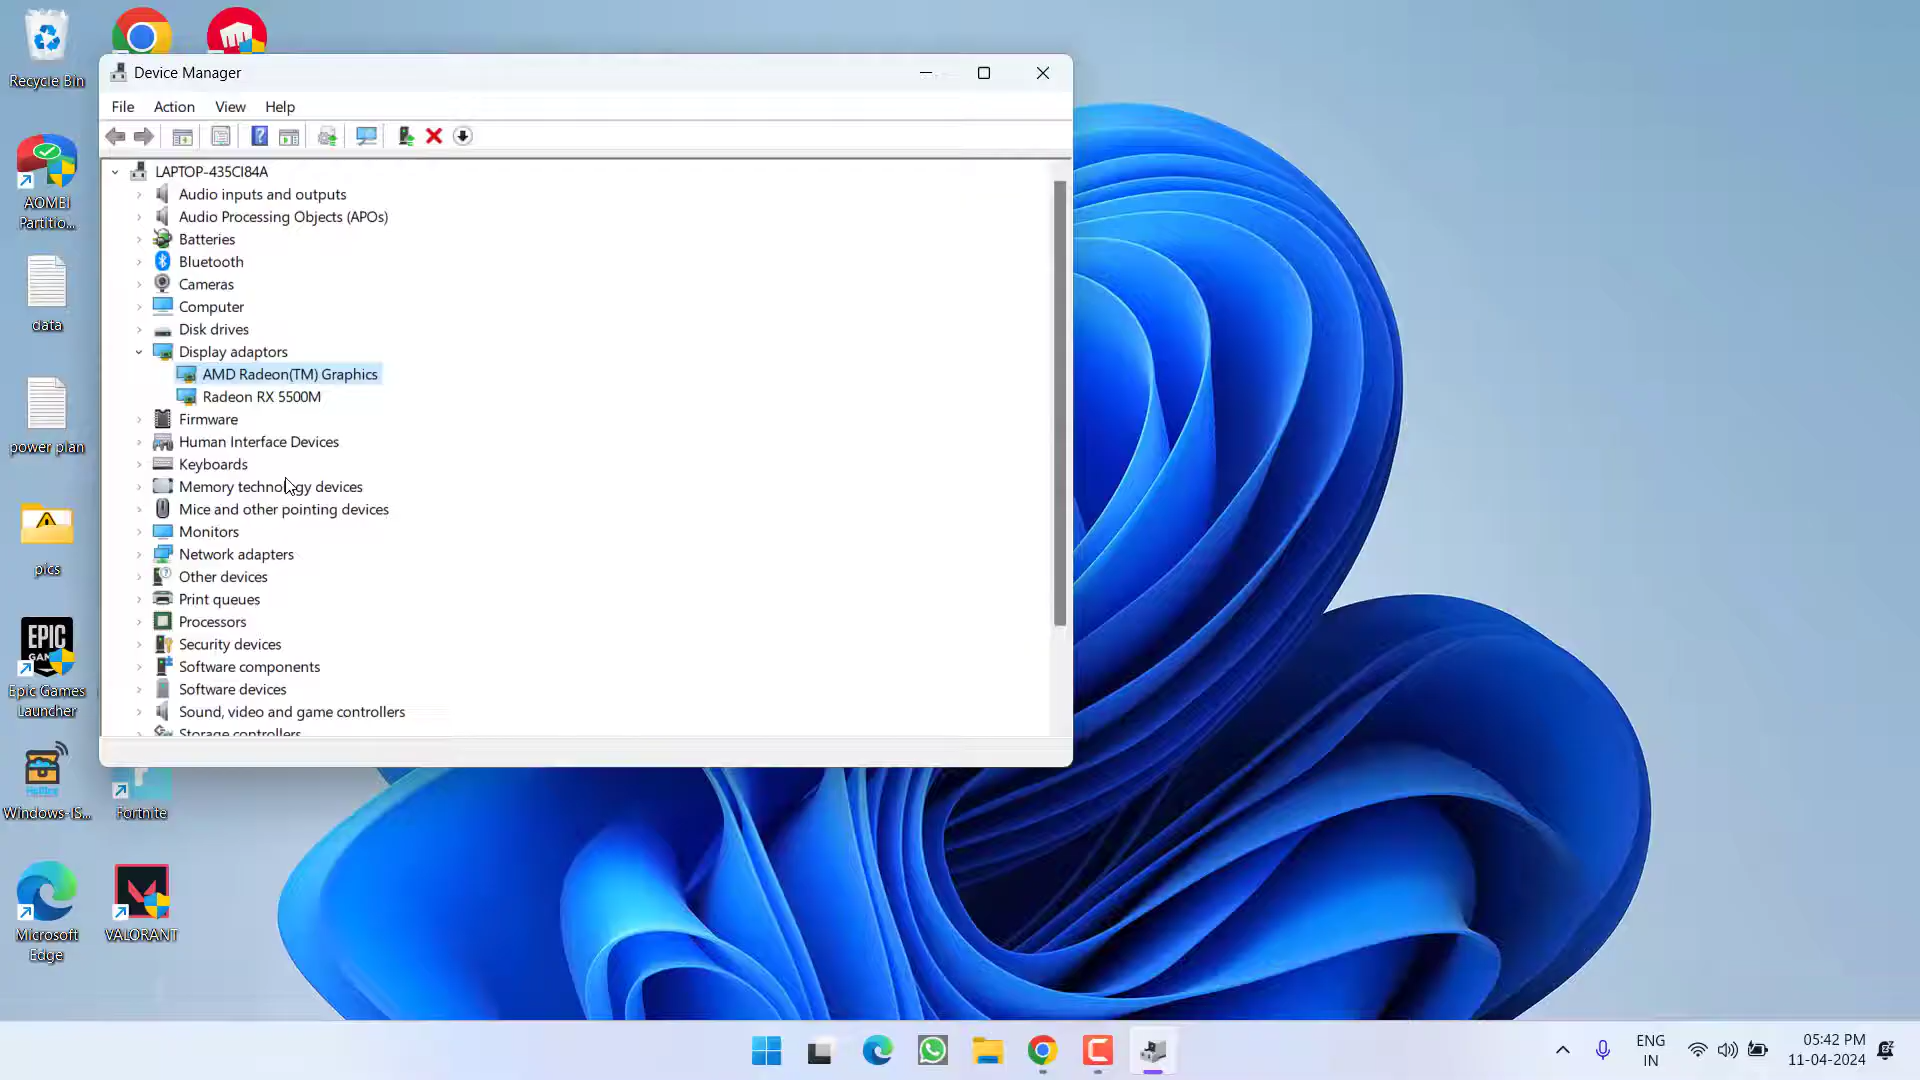 Recycle Bin
Device Manager
File Action View Help
LAPTOP-435CI84A
Audio inputs and outputs
Audio Processing Objects (APOs)
Batteries
Bluetooth
Cameras
Computer
Disk drives
Display adaptors
AMD Radeon(TM) Graphics
Radeon RX 5500M
Firmware
Human Interface Devices
Keyboards
Memory technology devices
Mice and other pointing devices
Monitors
Network adapters
Other devices
Print queues
Processors
Security devices
Software components
Software devices
Sound, video and game controllers
Storage controllers
AOMEI
Partitio...
data
power plan
pics
EPIC
Epic Games
Launcher
Windows-IS...
Fortnite
Microsoft
Edge
VALORANT
ENG
IN
05:42 PM
11-04-2024